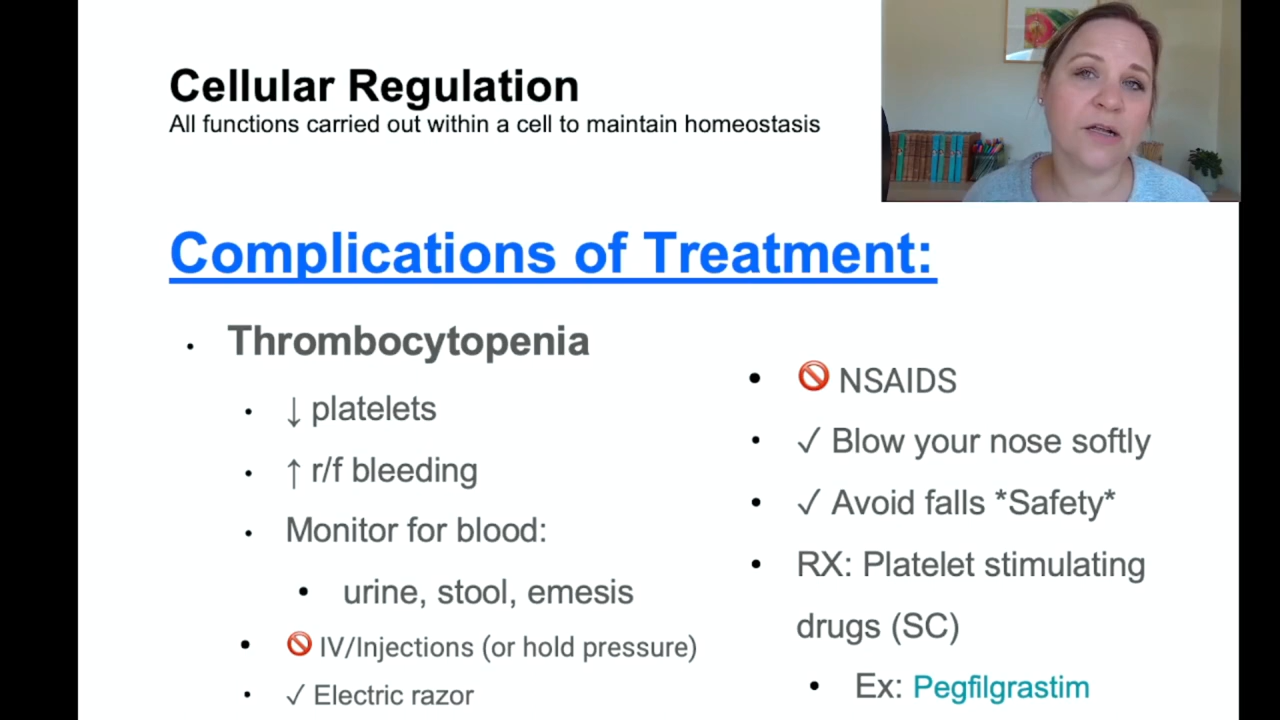 Cellular Regulation
All functions carried out within a cell to maintain homeostasis
Complications of Treatment:
• Thrombocytopenia
• ↓ platelets
• ↑ r/f bleeding
• Monitor for blood:
• urine, stool, emesis
• 🚫 IV/Injections (or hold pressure)
• ✓ Electric razor
• 🚫 NSAIDS
• ✓ Blow your nose softly
• ✓ Avoid falls *Safety*
• RX: Platelet stimulating
drugs (SC)
• Ex: Pegfilgrastim